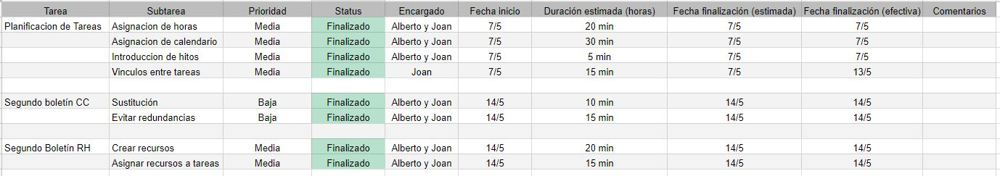 Tarea Subtarea Prioridad Status Encargado Fecha inicio Duración estimada (horas) Fecha finalización (estimada) Fecha finalización (efectiva) Comentarios
Planificacion de Tareas Asignacion de horas Media Finalizado Alberto y Joan 7/5 20 min 7/5 7/5
Asignacion de calendario Media Finalizado Alberto y Joan 7/5 30 min 7/5 7/5
Introduccion de hitos Media Finalizado Alberto y Joan 7/5 5 min 7/5 7/5
Vinculos entre tareas Media Finalizado Joan 7/5 15 min 7/5 13/5
Segundo boletín CC Sustitución Baja Finalizado Alberto y Joan 14/5 10 min 14/5 14/5
Evitar redundancias Baja Finalizado Alberto y Joan 14/5 15 min 14/5 14/5
Segundo Boletín RH Crear recursos Media Finalizado Alberto y Joan 14/5 20 min 14/5 14/5
Asignar recursos a tareas Media Finalizado Alberto y Joan 14/5 15 min 14/5 14/5